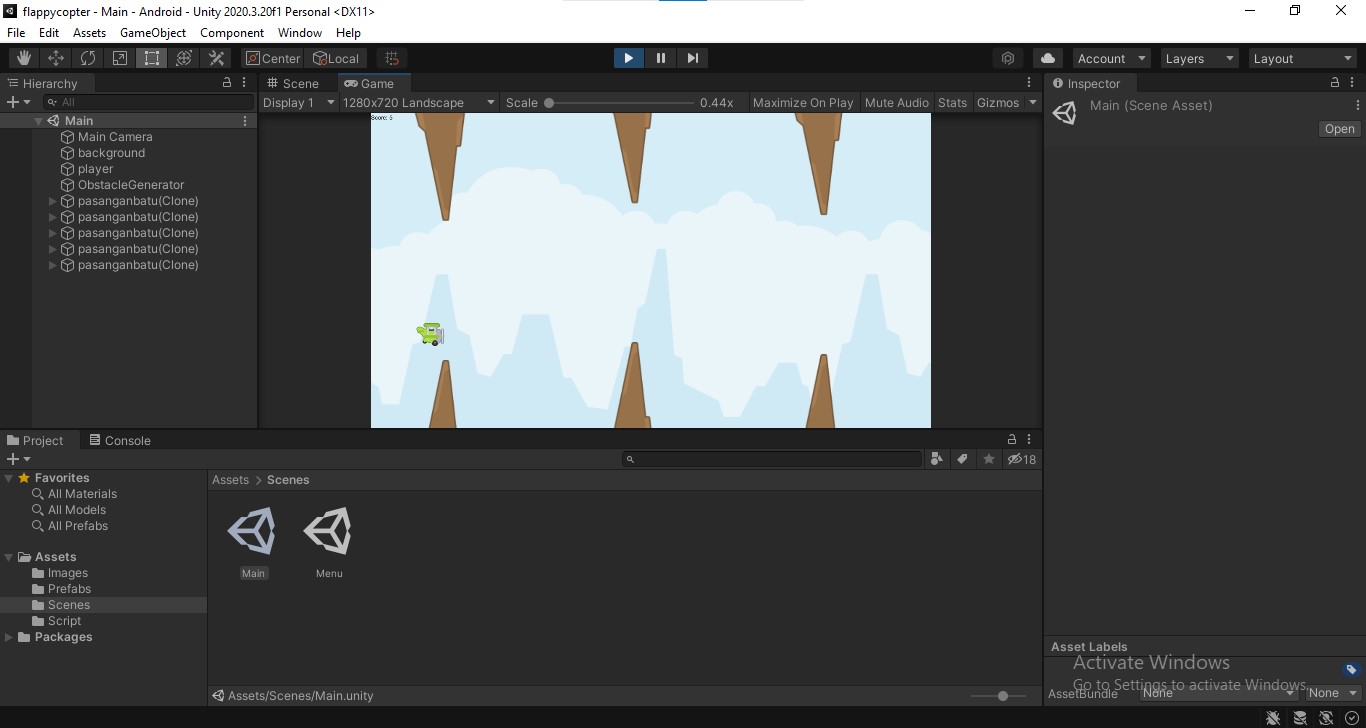 flappycopter - Main - Android - Unity 2020.3.20f1 Personal <DX11>
File Edit Assets GameObject Component Window Help
Center Local Account Layers Layout
Hierarchy Scene Game Inspector
All Display 1 1280x720 Landscape Scale 0.44x Maximize On Play Mute Audio Stats Gizmos
Main (Scene Asset)
Open
Main
Main Camera
background
player
ObstacleGenerator
pasanganbatu(Clone)
pasanganbatu(Clone)
pasanganbatu(Clone)
pasanganbatu(Clone)
pasanganbatu(Clone)
Project Console
18
Favorites
All Materials
All Models
All Prefabs
Assets
Images
Prefabs
Scenes
Script
Packages
Assets > Scenes
Main Menu
Assets/Scenes/Main.unity
Asset Labels
Activate Windows
Go to Settings to activate Windows.
AssetBundle None None